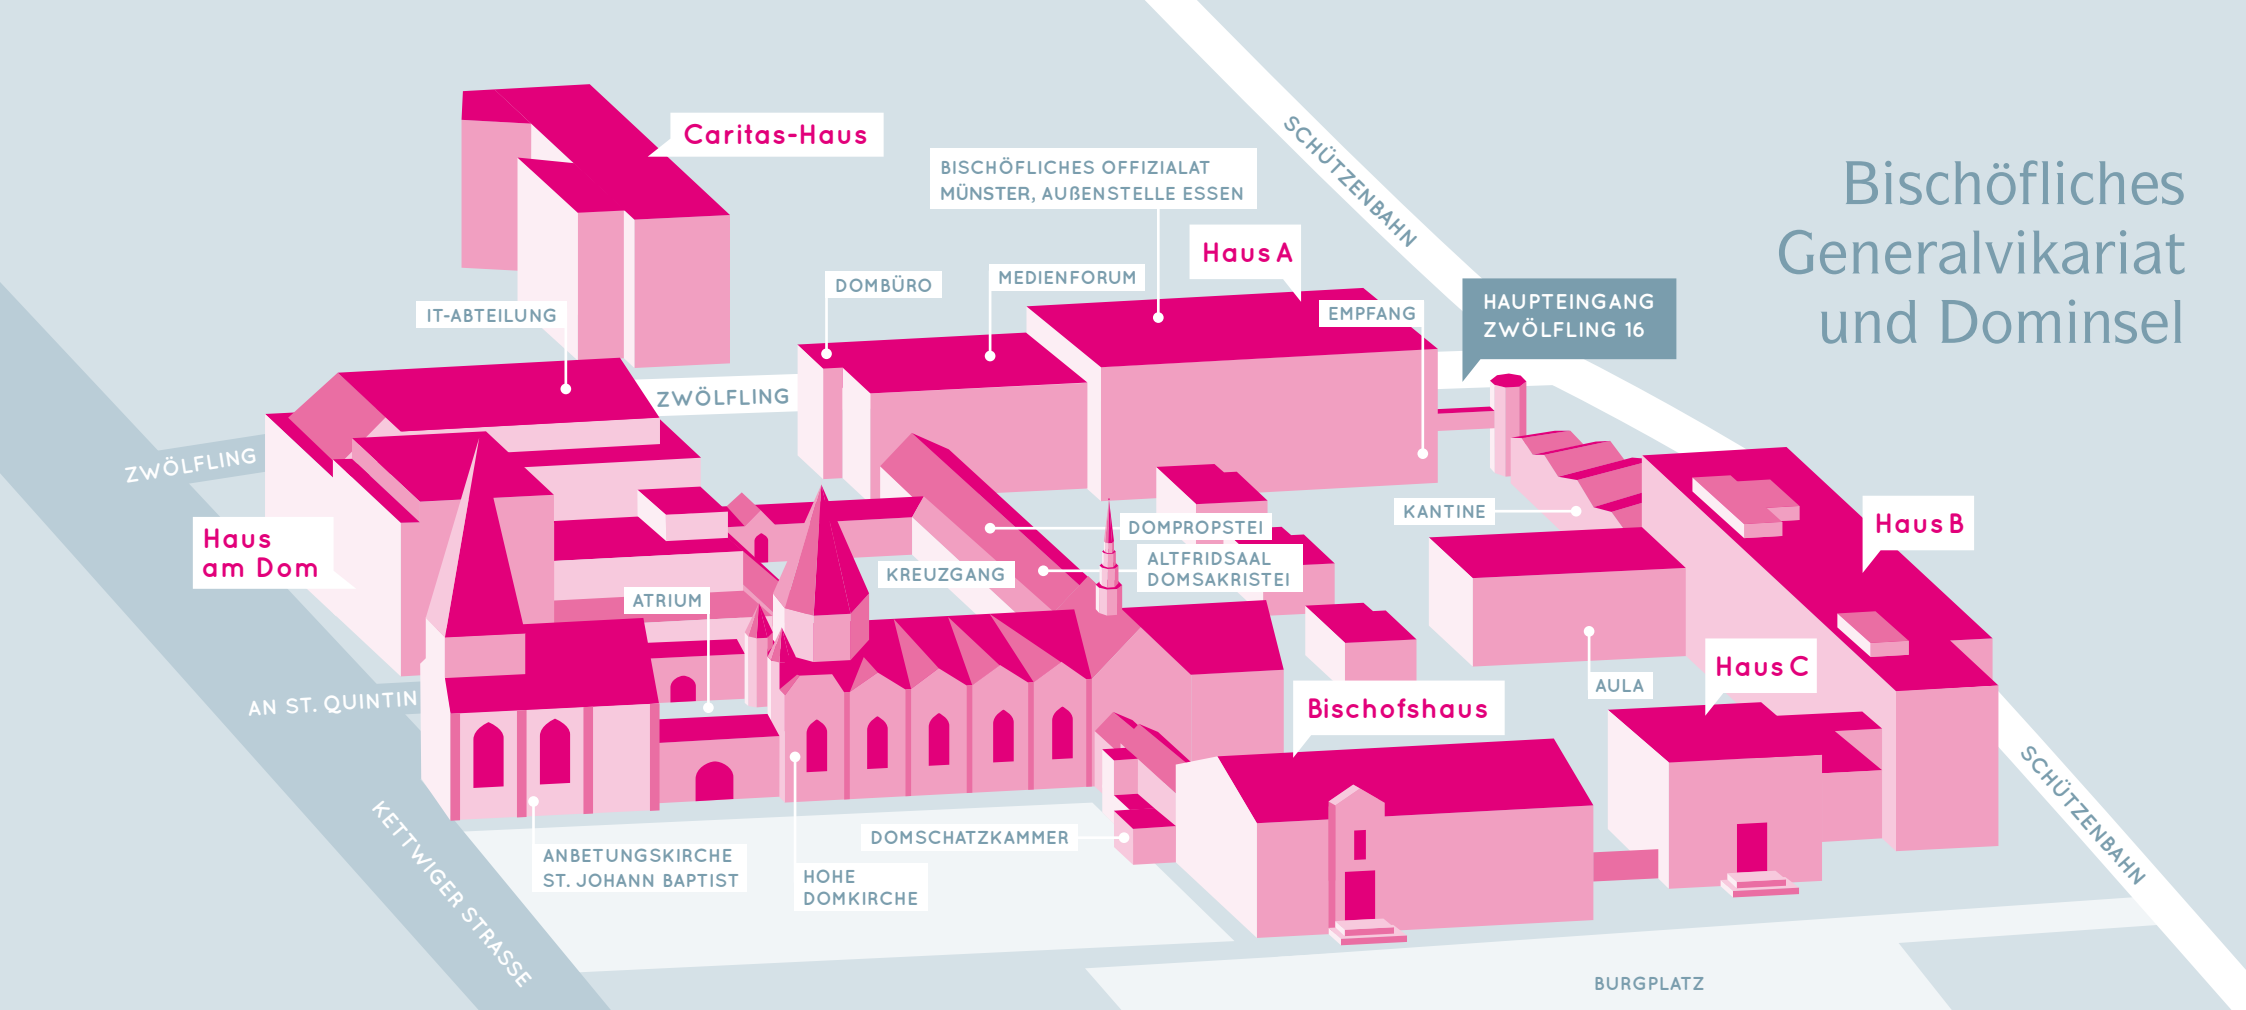 Bischöfliches
Generalvikariat
und Dominsel
Caritas-Haus
SCHÜTZENBAHN
BISCHÖFLICHES OFFIZIALAT
MÜNSTER, AUßENSTELLE ESSEN
Haus A
DOMBÜRO
MEDIENFORUM
HAUPTEINGANG
ZWÖLFLING 16
IT-ABTEILUNG
EMPFANG
ZWÖLFLING
ZWÖLFLING
KANTINE
Haus B
DOMPROPSTEI
Haus
am Dom
ALTFRIDSAAL
DOMSAKRISTEI
KREUZGANG
ATRIUM
Haus C
AULA
AN ST. QUINTIN
Bischofshaus
SCHÜTZENBAHN
KETTWIGER STRASSE
DOMSCHATZKAMMER
ANBETUNGSKIRCHE
ST. JOHANN BAPTIST
HOHE
DOMKIRCHE
BURGPLATZ